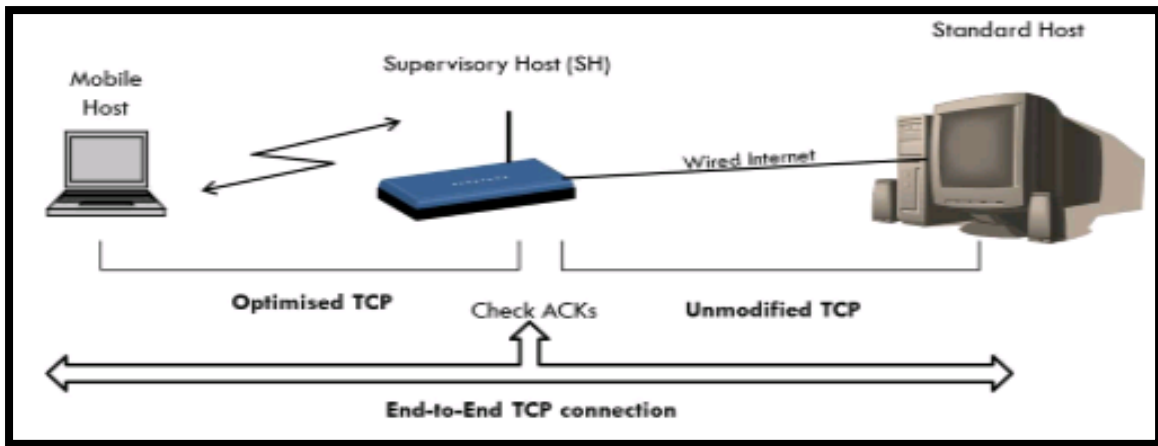 Standard Host
Supervisory Host (SH)
Mobile
Host
Wired Internet
Optimised TCP
Check ACKs
Unmodified TCP
End-to-End TCP connection